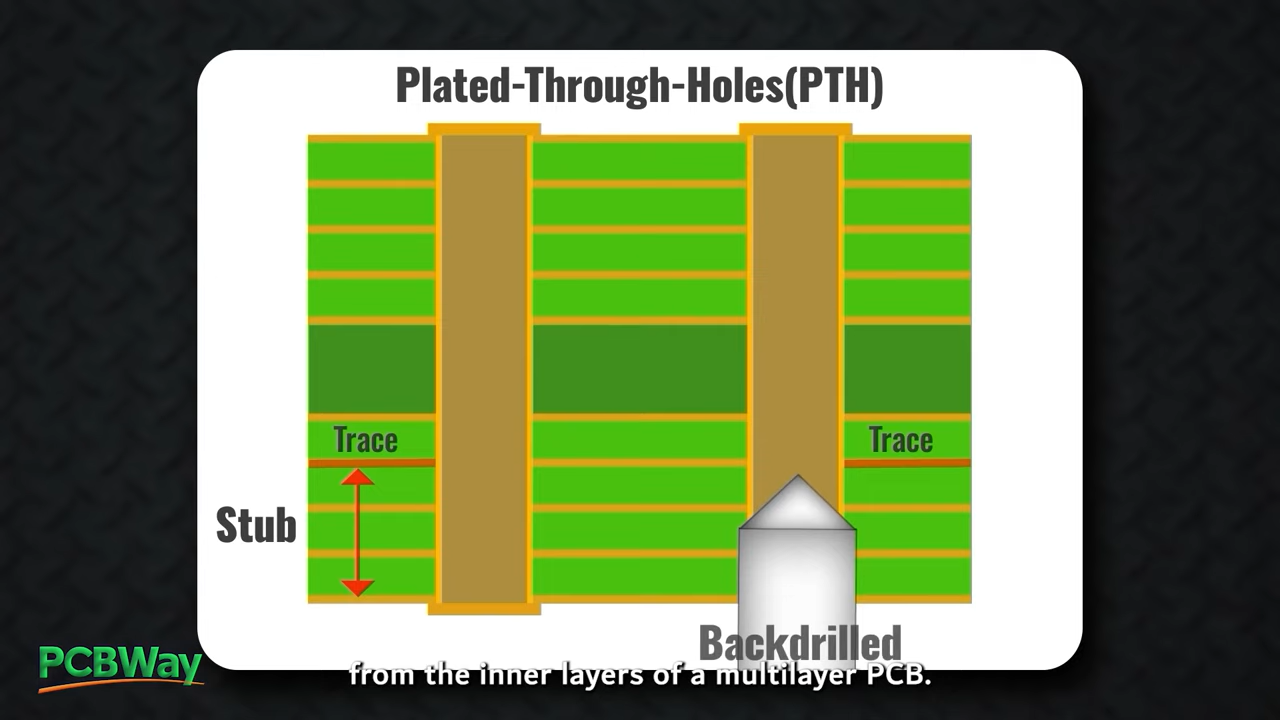 Plated-Through-Holes(PTH)
Trace
Trace
Stub
Backdrilled
PCBWay
from the inner layers of a multilayer PCB.